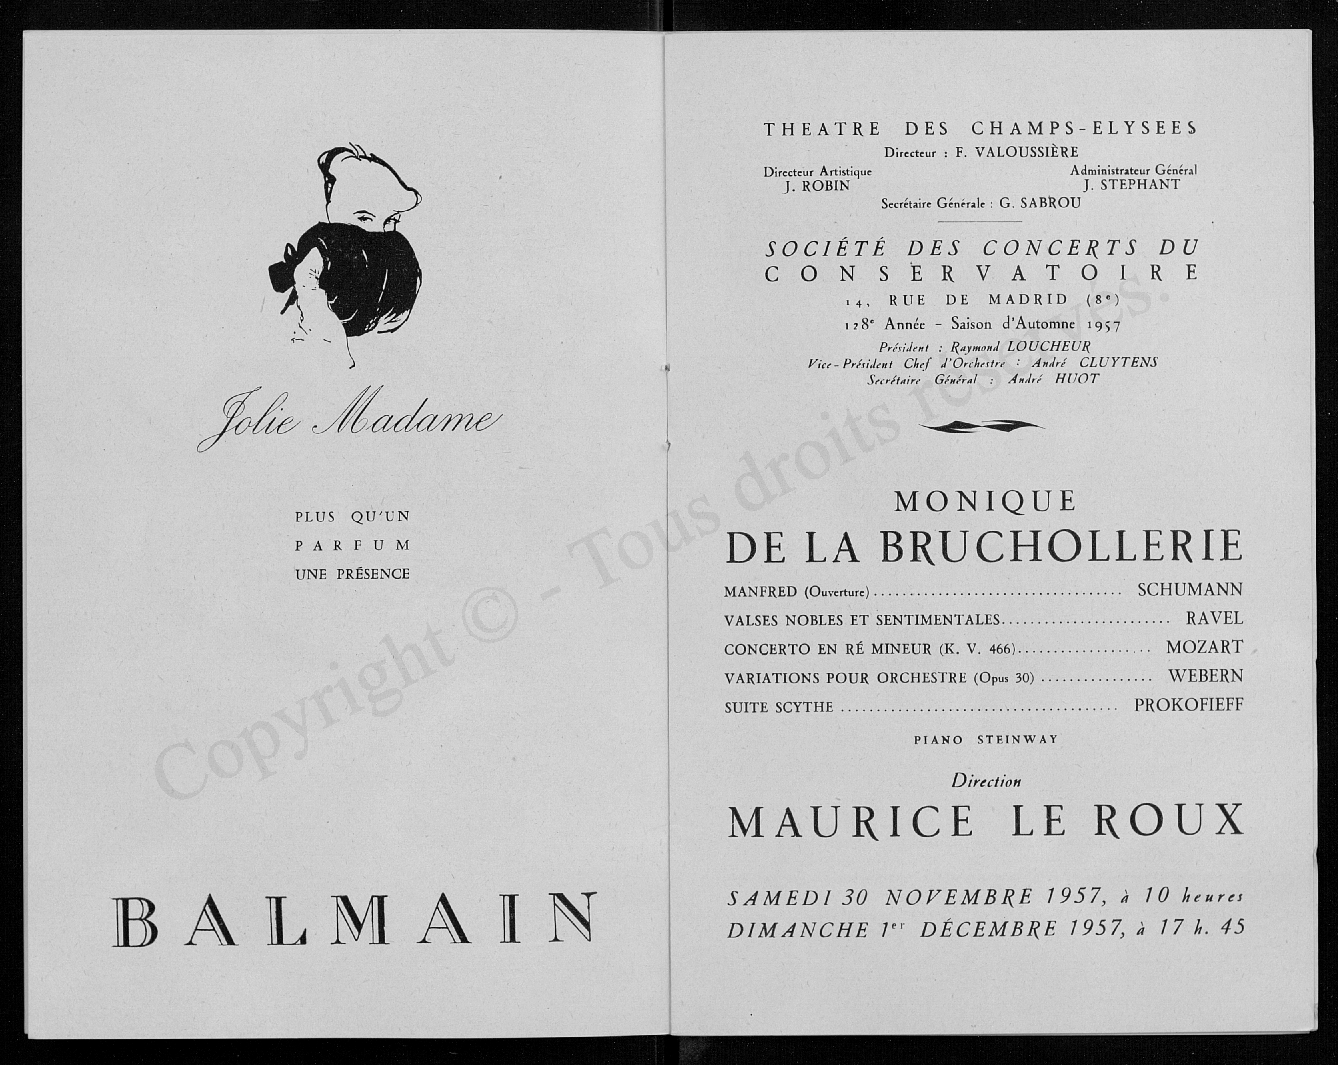 Jolie Madame
PLUS QU'UN
PARFUM
UNE PRÉSENCE
BALMAIN
THEATRE DES CHAMPS-ELYSEES
Directeur : F. VALOUSSIÈRE
Directeur Artistique
J. ROBIN
Administrateur Général
J. STEPHANT
Secrétaire Générale : G. SABROU
SOCIÉTÉ DES CONCERTS DU
CONSERVATOIRE
14, RUE DE MADRID (8e)
128e Année - Saison d'Automne 1957
Président : Raymond LOUCHEUR
Vice-Président Chef d'Orchestre : André CLUYTENS
Secrétaire Général : André HUOT
MONIQUE
DE LA BRUCHOLLERIE
MANFRED (Ouverture) .................................. SCHUMANN
VALSES NOBLES ET SENTIMENTALES........................ RAVEL
CONCERTO EN RÉ MINEUR (K. V. 466)................... MOZART
VARIATIONS POUR ORCHESTRE (Opus 30) ................ WEBERN
SUITE SCYTHE ....................................... PROKOFIEFF
PIANO STEINWAY
Direction
MAURICE LE ROUX
SAMEDI 30 NOVEMBRE 1957, à 10 heures
DIMANCHE 1er DÉCEMBRE 1957, à 17 h. 45
Copyright © - Tous droits réservés.